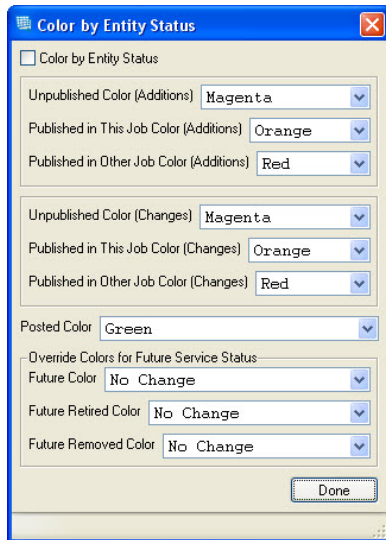 Color by Entity Status
Color by Entity Status
Unpublished Color (Additions) Magenta
Published in This Job Color (Additions) Orange
Published in Other Job Color (Additions) Red
Unpublished Color (Changes) Magenta
Published in This Job Color (Changes) Orange
Published in Other Job Color (Changes) Red
Posted Color Green
Override Colors for Future Service Status
Future Color No Change
Future Retired Color No Change
Future Removed Color No Change
Done